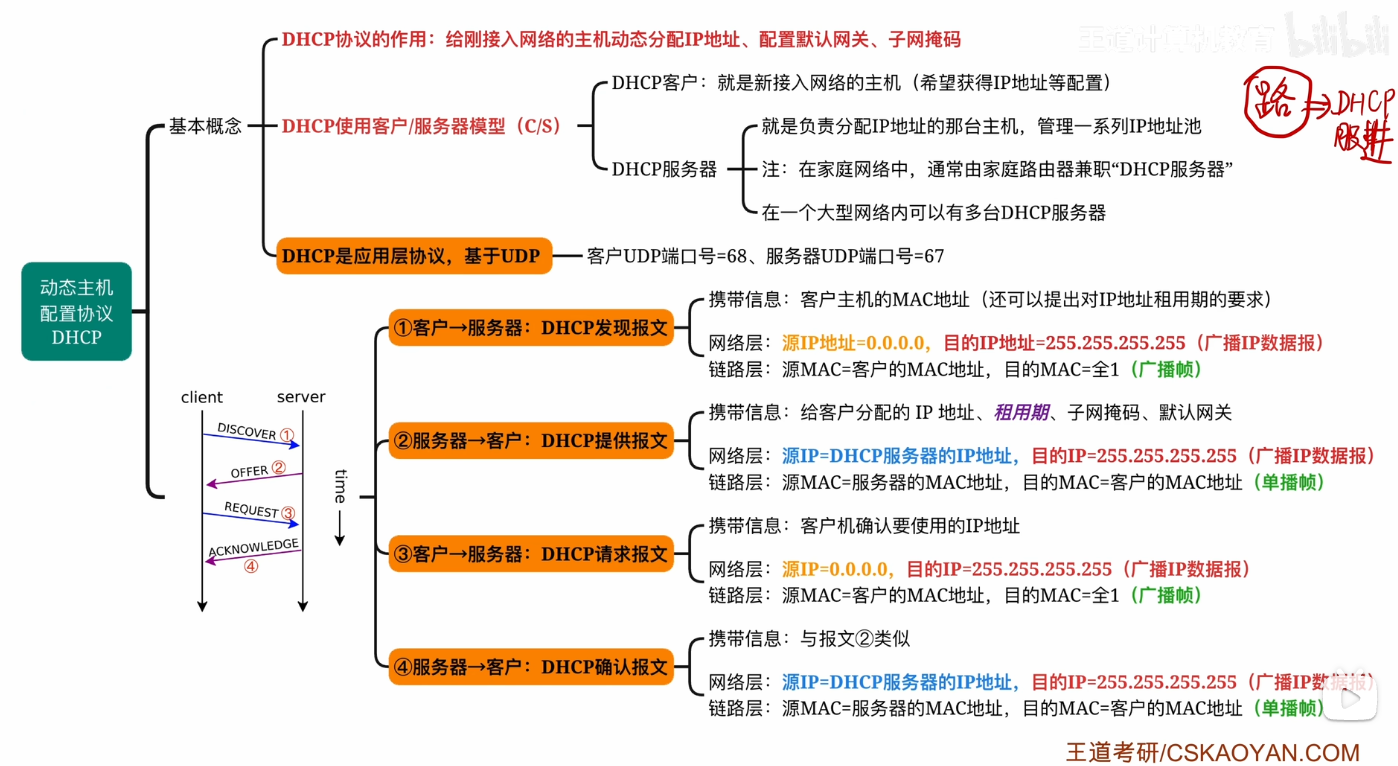 王道计算机教育 bilibili
DHCP协议的作用：给刚接入网络的主机动态分配IP地址、配置默认网关、子网掩码
DHCP客户：就是新接入网络的主机（希望获得IP地址等配置）
路⇒DHCP
服
进
基本概念
DHCP使用客户/服务器模型（C/S）
就是负责分配IP地址的那台主机，管理一系列IP地址池
DHCP服务器
注：在家庭网络中，通常由家庭路由器兼职“DHCP服务器”
在一个大型网络内可以有多台DHCP服务器
DHCP是应用层协议，基于UDP
客户UDP端口号=68、服务器UDP端口号=67
动态主机
配置协议
DHCP
①客户→服务器：DHCP发现报文
携带信息：客户主机的MAC地址（还可以提出对IP地址租用期的要求）
网络层：源IP地址=0.0.0.0，目的IP地址=255.255.255.255（广播IP数据报）
链路层：源MAC=客户的MAC地址，目的MAC=全1（广播帧）
client
server
DISCOVER ①
OFFER ②
REQUEST ③
ACKNOWLEDGE
④
time
②服务器→客户：DHCP提供报文
携带信息：给客户分配的 IP 地址、租用期、子网掩码、默认网关
网络层：源IP=DHCP服务器的IP地址，目的IP=255.255.255.255（广播IP数据报）
链路层：源MAC=服务器的MAC地址，目的MAC=客户的MAC地址（单播帧）
③客户→服务器：DHCP请求报文
携带信息：客户机确认要使用的IP地址
网络层：源IP=0.0.0.0，目的IP=255.255.255.255（广播IP数据报）
链路层：源MAC=客户的MAC地址，目的MAC=全1（广播帧）
④服务器→客户：DHCP确认报文
携带信息：与报文②类似
网络层：源IP=DHCP服务器的IP地址，目的IP=255.255.255.255（广播IP数据报）
链路层：源MAC=服务器的MAC地址，目的MAC=客户的MAC地址（单播帧）
王道考研/CSKAOYAN.COM